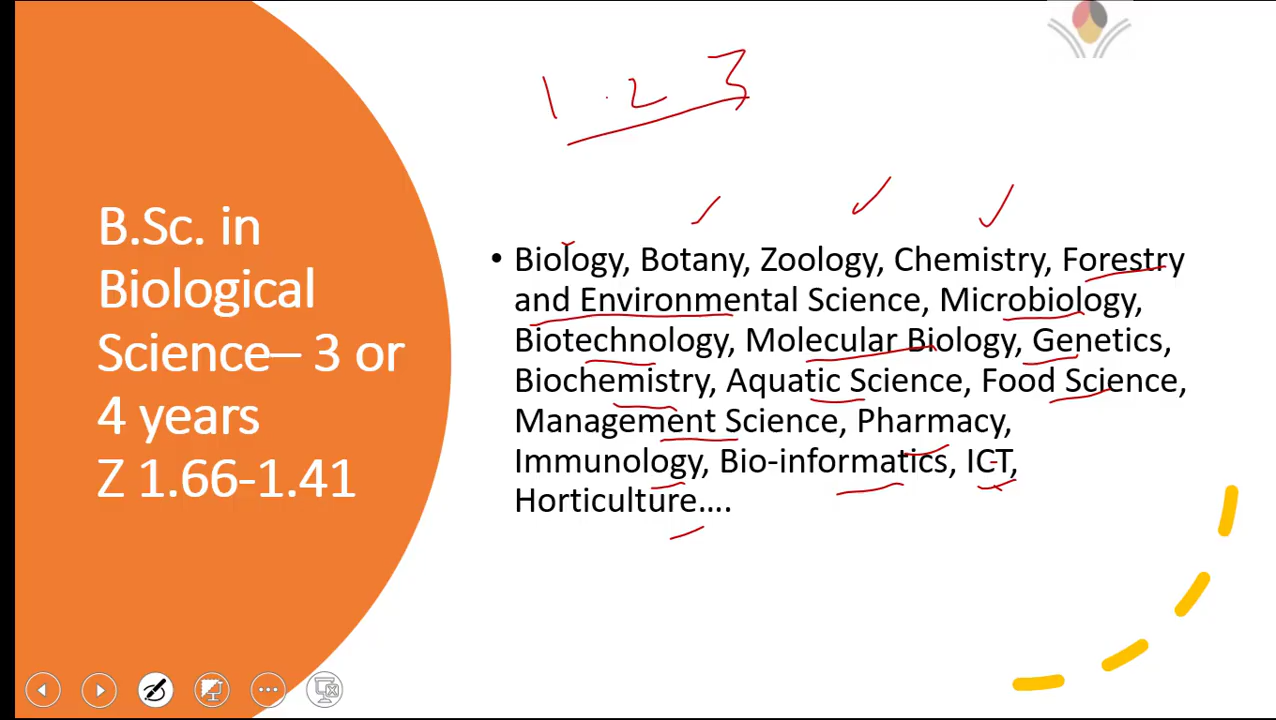 1 2 3
B.Sc. in
Biological
Science– 3 or
4 years
Z 1.66-1.41
• Biology, Botany, Zoology, Chemistry, Forestry
and Environmental Science, Microbiology,
Biotechnology, Molecular Biology, Genetics,
Biochemistry, Aquatic Science, Food Science,
Management Science, Pharmacy,
Immunology, Bio-informatics, ICT,
Horticulture....